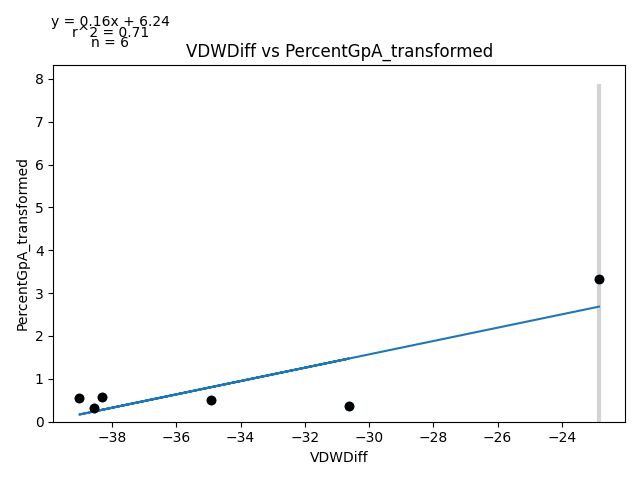 y = 0.16x + 6.24
r^2 = 0.71
n = 6
VDWDiff vs PercentGpA_transformed
8
7
6
5
4
3
2
1
0
PercentGpA_transformed
−38 −36 −34 −32 −30 −28 −26 −24
VDWDiff